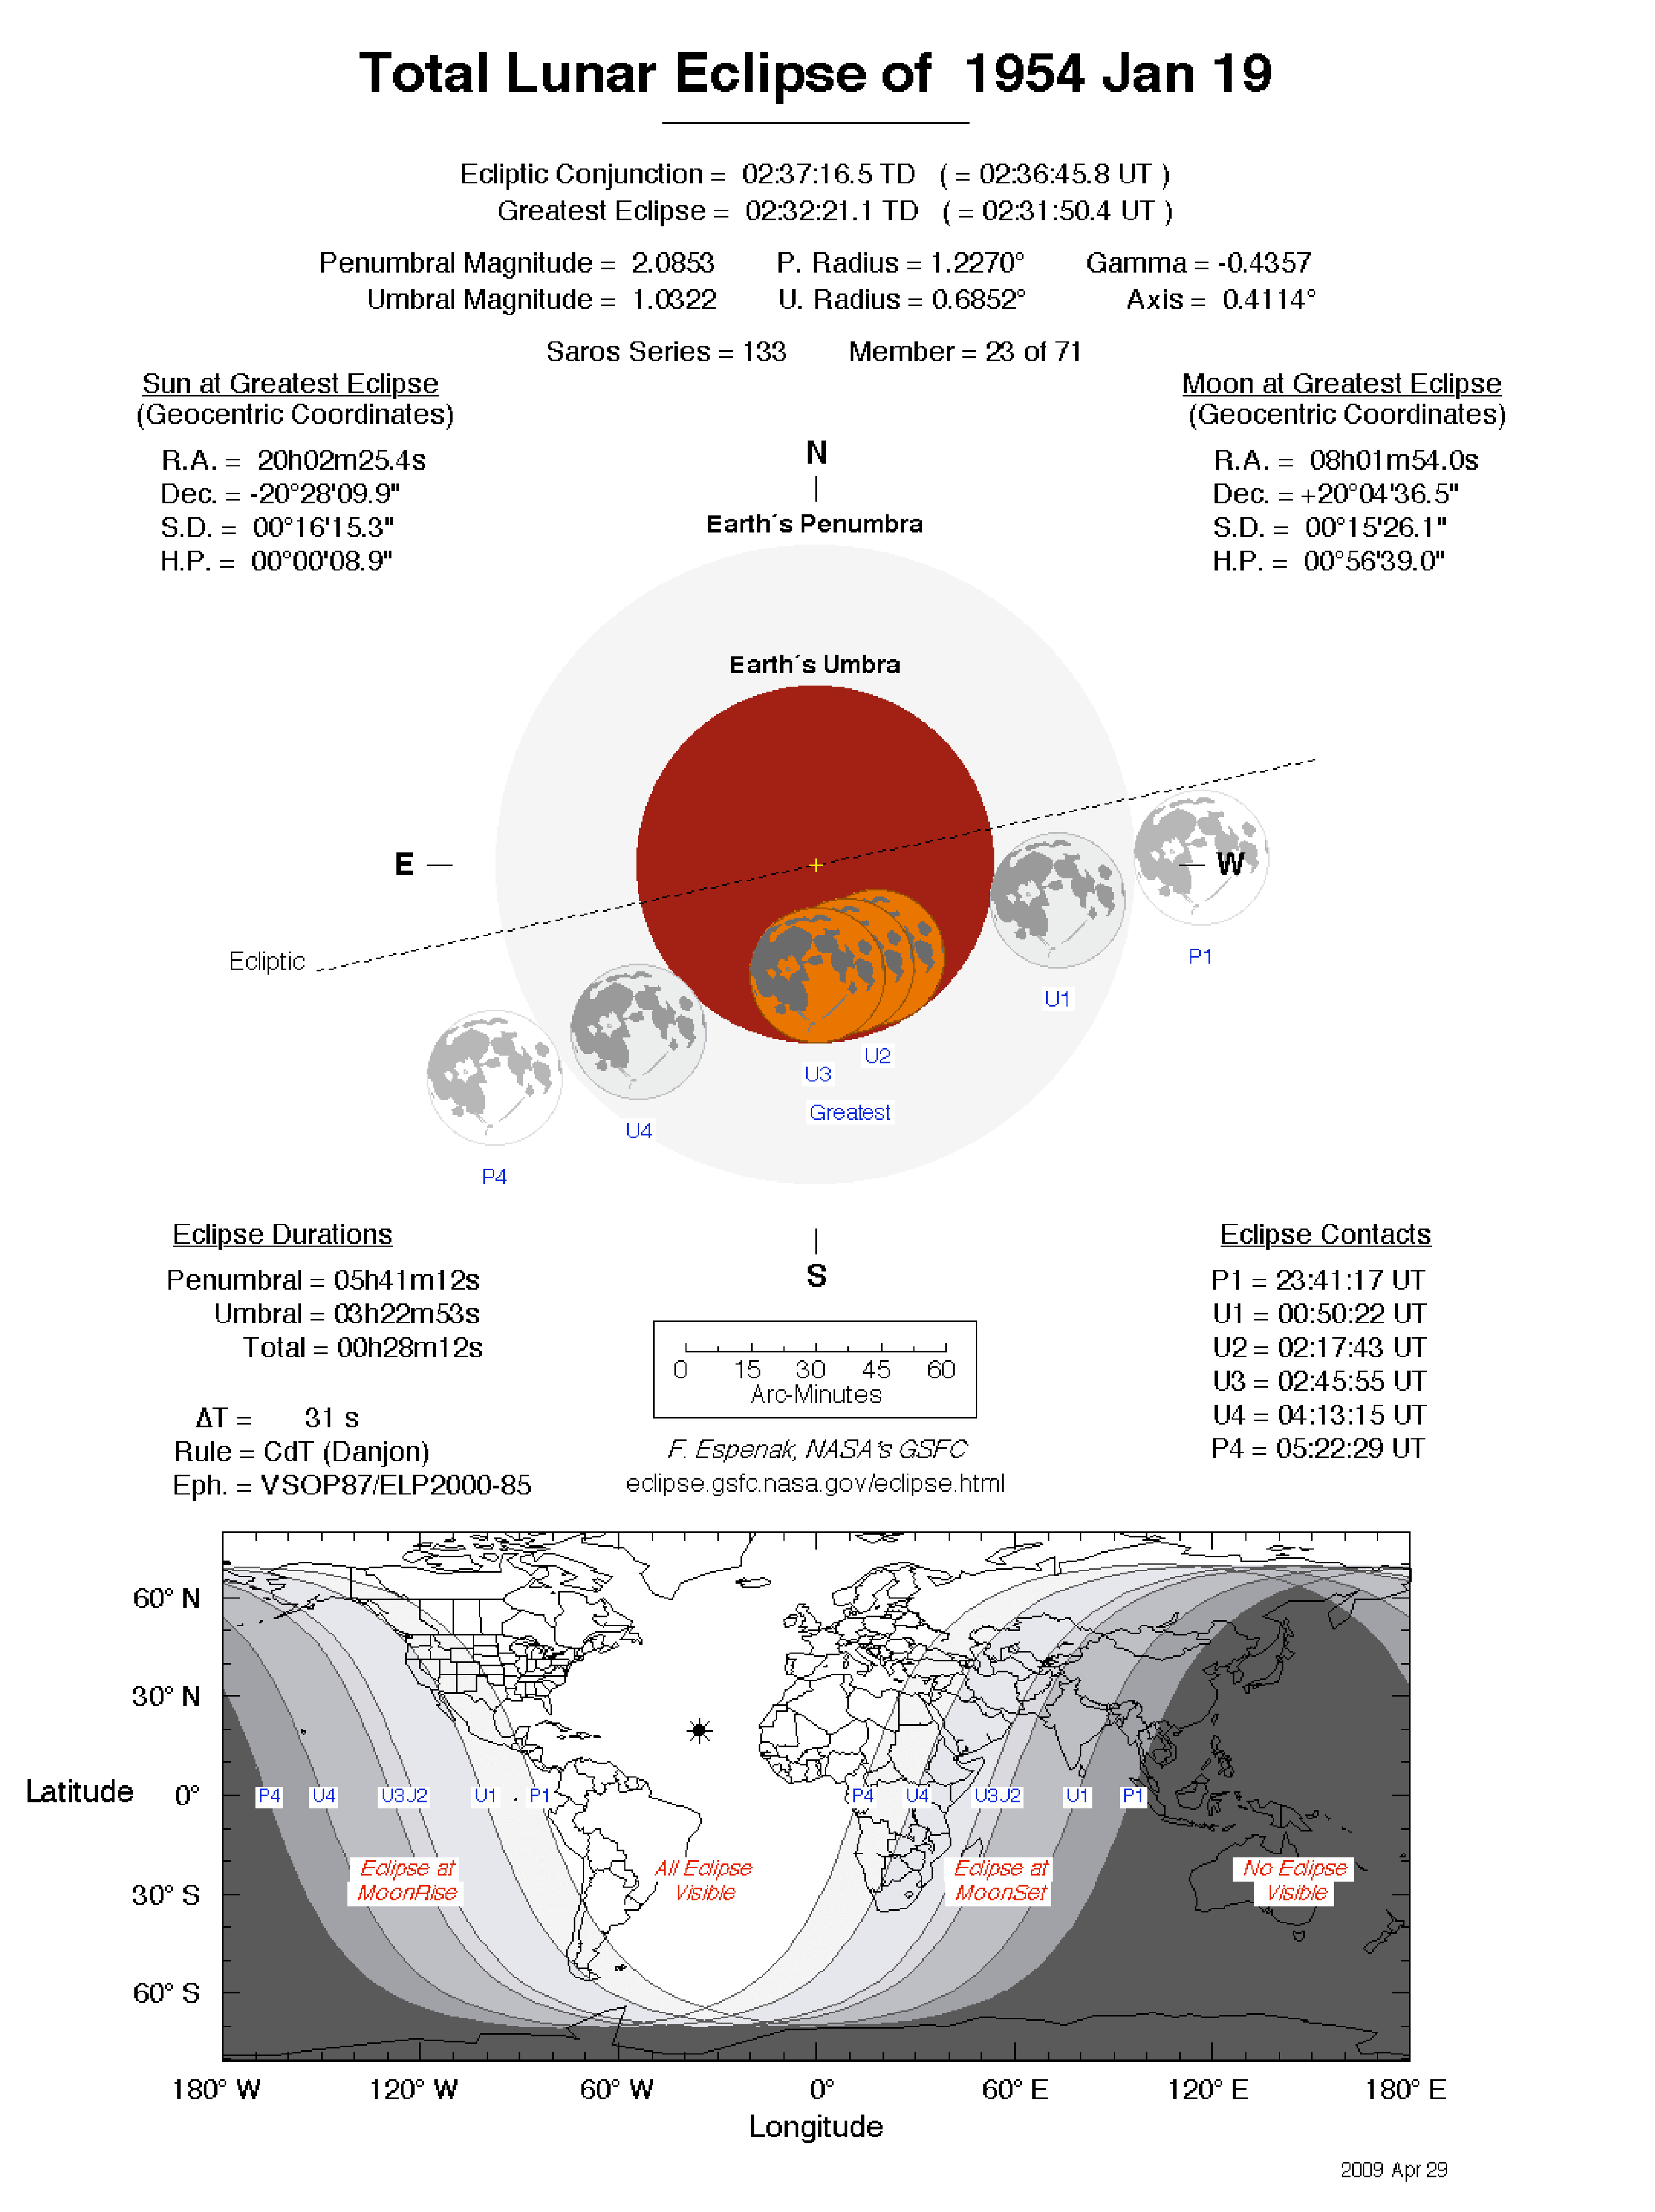 Total Lunar Eclipse of 1954 Jan 19
Ecliptic Conjunction = 02:37:16.5 TD ( = 02:36:45.8 UT )
Greatest Eclipse = 02:32:21.1 TD ( = 02:31:50.4 UT )
Penumbral Magnitude = 2.0853 P. Radius = 1.2270° Gamma = -0.4357
Umbral Magnitude = 1.0322 U. Radius = 0.6852° Axis = 0.4114°
Saros Series = 133 Member = 23 of 71
Sun at Greatest Eclipse
(Geocentric Coordinates)
R.A. = 20h02m25.4s
Dec. = -20°28'09.9"
S.D. = 00°16'15.3"
H.P. = 00°00'08.9"
Moon at Greatest Eclipse
(Geocentric Coordinates)
R.A. = 08h01m54.0s
Dec. = +20°04'36.5"
S.D. = 00°15'26.1"
H.P. = 00°56'39.0"
N
Earth´s Penumbra
Earth´s Umbra
E
W
Ecliptic
P1
U1
U2
U3
Greatest
U4
P4
S
Eclipse Durations
Penumbral = 05h41m12s
Umbral = 03h22m53s
Total = 00h28m12s
ΔT = 31 s
Rule = CdT (Danjon)
Eph. = VSOP87/ELP2000-85
0 15 30 45 60
Arc-Minutes
F. Espenak, NASA's GSFC
eclipse.gsfc.nasa.gov/eclipse.html
Eclipse Contacts
P1 = 23:41:17 UT
U1 = 00:50:22 UT
U2 = 02:17:43 UT
U3 = 02:45:55 UT
U4 = 04:13:15 UT
P4 = 05:22:29 UT
60° N
30° N
Latitude 0°
30° S
60° S
P4 U4 U3 U2 U1 P1 P4 U4 U3 U2 U1 P1
Eclipse at
MoonRise
All Eclipse
Visible
Eclipse at
MoonSet
No Eclipse
Visible
180° W 120° W 60° W 0° 60° E 120° E 180° E
Longitude
2009 Apr 29